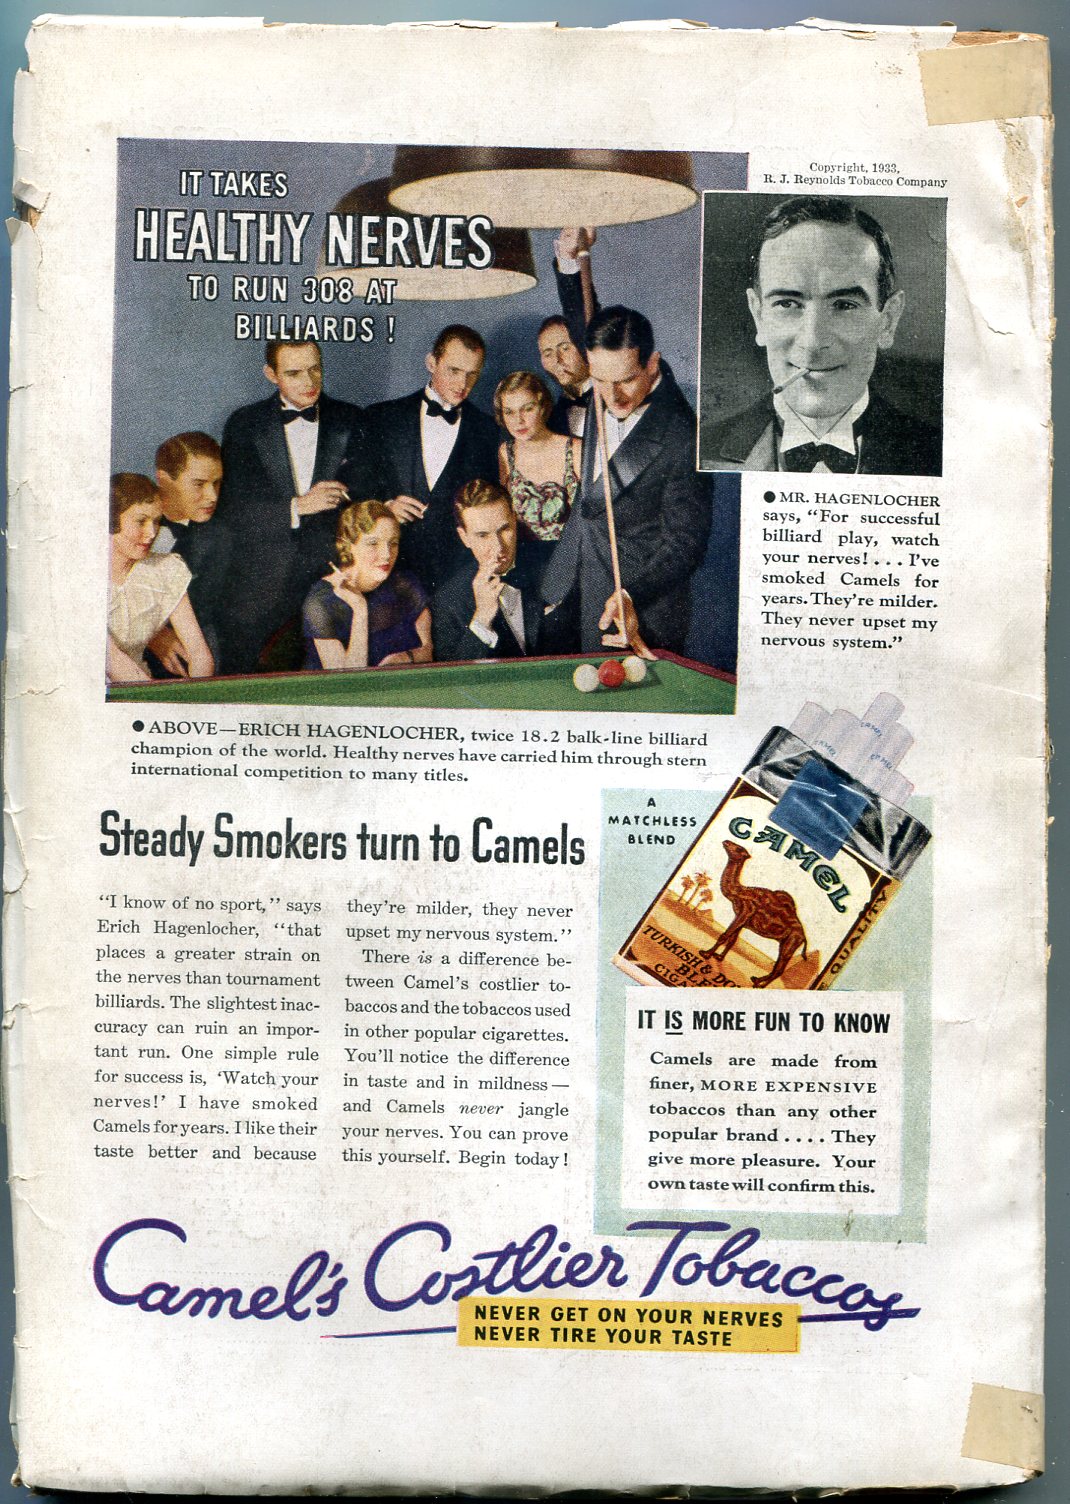 IT TAKES
HEALTHY NERVES
TO RUN 308 AT
BILLIARDS !
Copyright, 1933,
R. J. Reynolds Tobacco Company
● MR. HAGENLOCHER
says, “For successful
billiard play, watch
your nerves! . . . I’ve
smoked Camels for
years. They’re milder.
They never upset my
nervous system.”
● ABOVE—ERICH HAGENLOCHER, twice 18.2 balk-line billiard
champion of the world. Healthy nerves have carried him through stern
international competition to many titles.
Steady Smokers turn to Camels
“I know of no sport,” says
Erich Hagenlocher, “that
places a greater strain on
the nerves than tournament
billiards. The slightest inac-
curacy can ruin an impor-
tant run. One simple rule
for success is, ‘Watch your
nerves!’ I have smoked
Camels for years. I like their
taste better and because
they’re milder, they never
upset my nervous system.”
There is a difference be-
tween Camel’s costlier to-
baccos and the tobaccos used
in other popular cigarettes.
You’ll notice the difference
in taste and in mildness—
and Camels never jangle
your nerves. You can prove
this yourself. Begin today!
A
MATCHLESS
BLEND
CAMEL
CAMEL
CAMEL
CAMEL
QUALITY
TURKISH & DO
BLE
CIGA
IT IS MORE FUN TO KNOW
Camels are made from
finer, MORE EXPENSIVE
tobaccos than any other
popular brand . . . . They
give more pleasure. Your
own taste will confirm this.
Camel’s Costlier Tobaccos
NEVER GET ON YOUR NERVES
NEVER TIRE YOUR TASTE